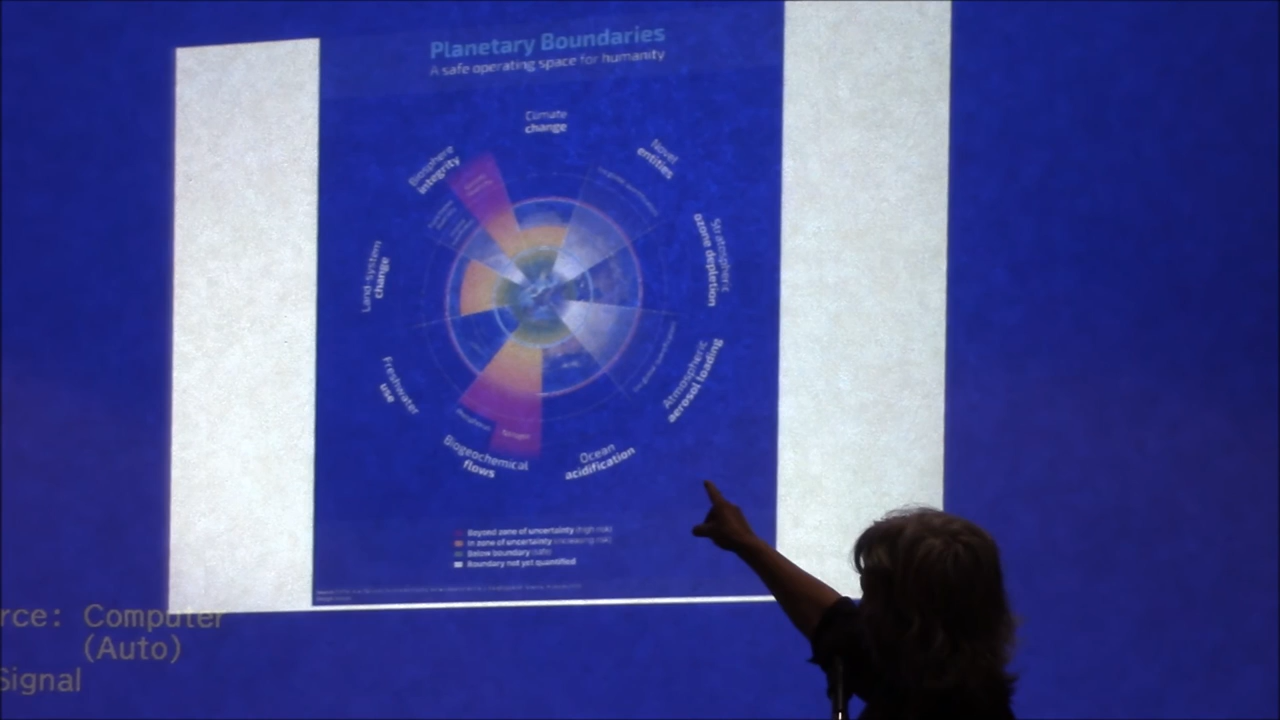 Planetary Boundaries
A safe operating space for humanity
Climate
change
Novel
entities
Stratospheric
ozone depletion
Atmospheric
aerosol loading
Ocean
acidification
Biogeochemical
flows
Freshwater
use
Land-system
change
Biosphere
integrity
Beyond zone of uncertainty (high risk)
In zone of uncertainty (increasing risk)
Below boundary (safe)
Boundary not yet quantified
rce: Computer
(Auto)
Signal